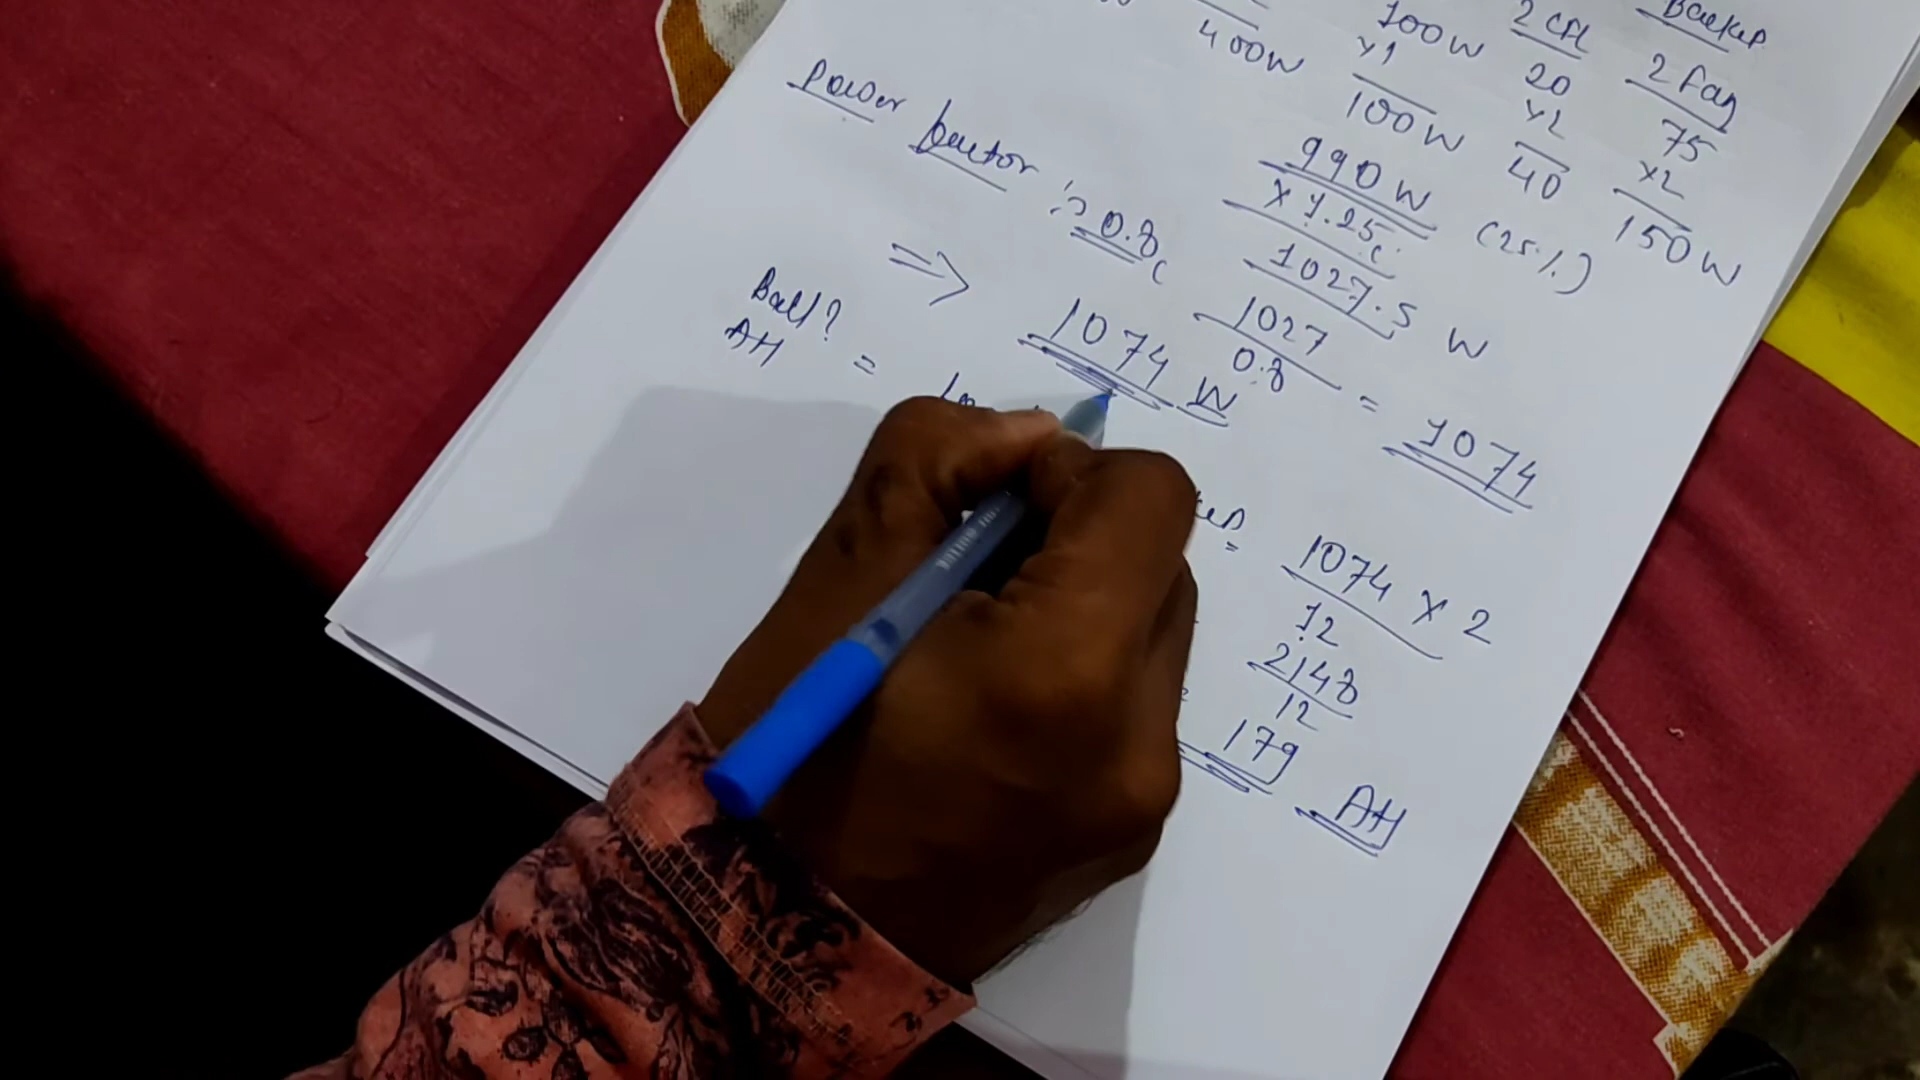 Backup
2 CFL
2 Fan
100W
x1
100W
400W
20
x2
40
75
x2
150W
Power factor :- 0.8
990 W
x 1.25 (25%)
1027.5 W
=> 1074 W
1027
0.8
= 1074
Batt?
AH =
1074 X 2
12
2148
12
179 AH